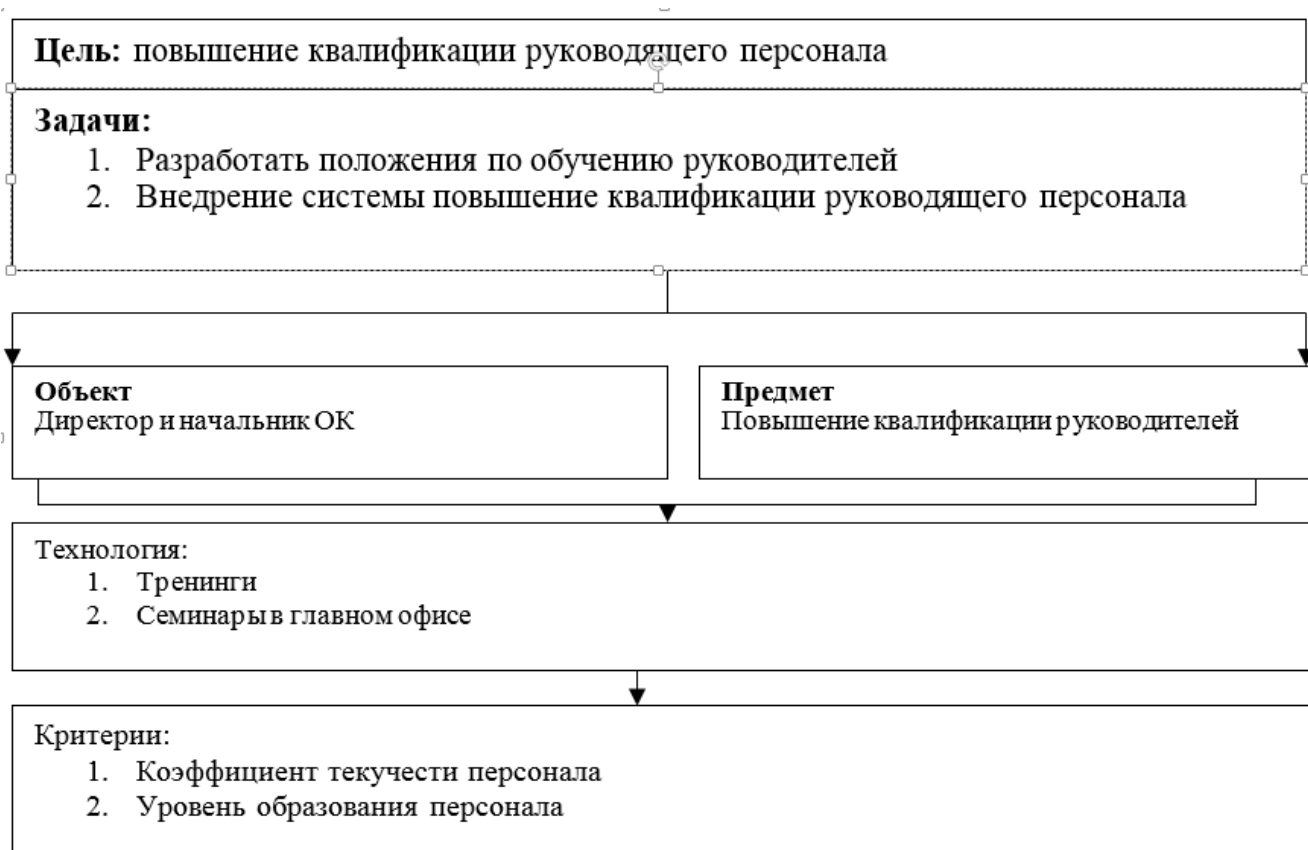 Цель: повышение квалификации руководящего персонала
Задачи:
1. Разработать положения по обучению руководителей
2. Внедрение системы повышение квалификации руководящего персонала
Объект
Директор и начальник ОК
Предмет
Повышение квалификации руководителей
Технология:
1. Тренинги
2. Семинары в главном офисе
Критерии:
1. Коэффициент текучести персонала
2. Уровень образования персонала